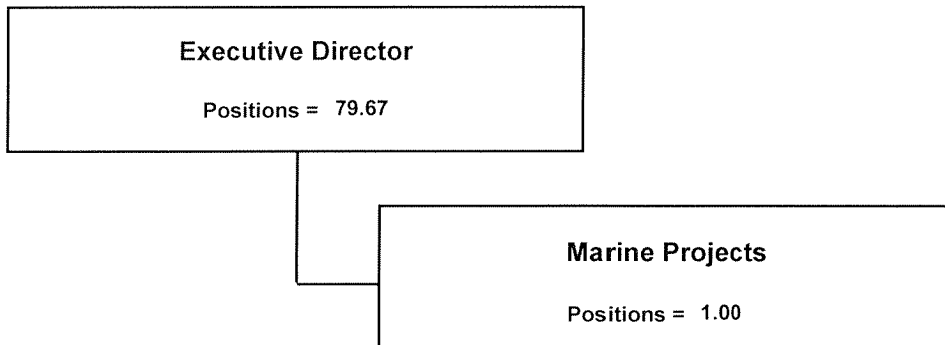 Executive Director
Positions = 79.67
Marine Projects
Positions = 1.00